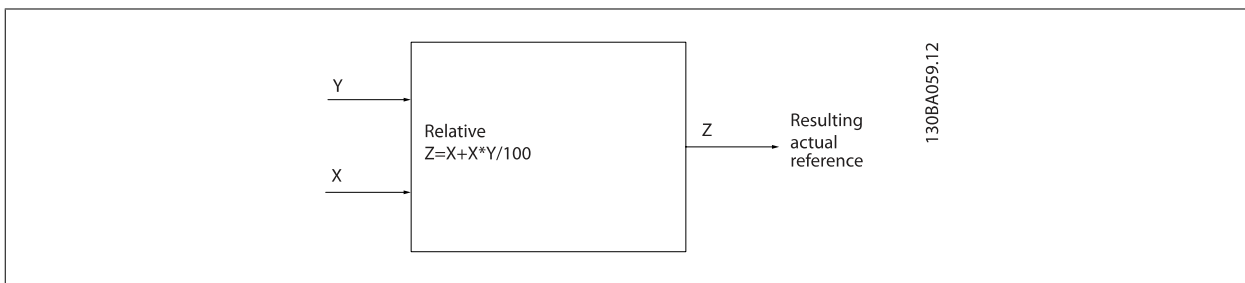 Y
Relative
Z=X+X*Y/100
X
Z
Resulting
actual
reference
130BA059.12